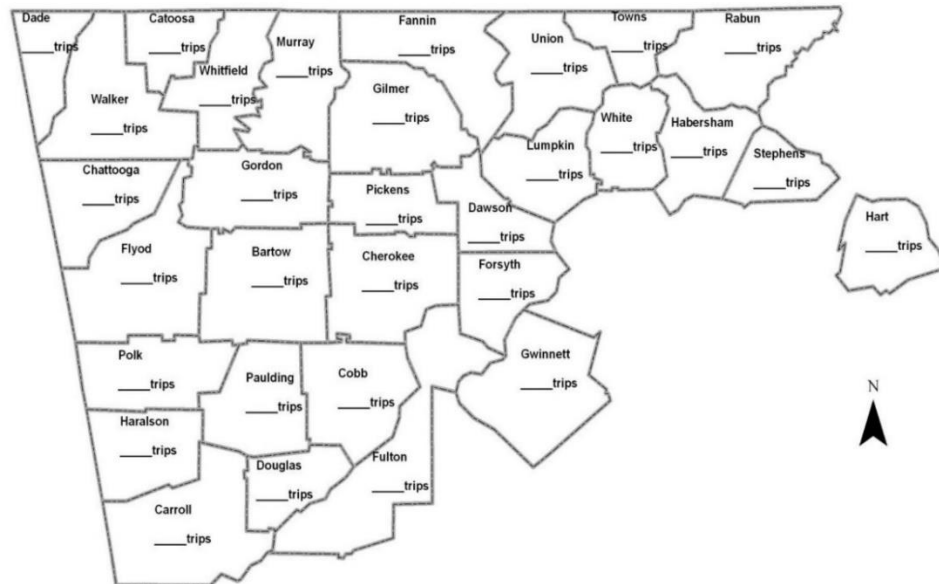 Dade
_____trips
Catoosa
_____trips
Whitfield
_____trips
Murray
_____trips
Fannin
_____trips
Union
_____trips
Towns
_____trips
Rabun
_____trips
Walker
_____trips
Gilmer
_____trips
White
_____trips
Habersham
_____trips
Lumpkin
_____trips
Stephens
_____trips
Chattooga
_____trips
Gordon
_____trips
Pickens
_____trips
Dawson
_____trips
Hart
_____trips
Flyod
_____trips
Bartow
_____trips
Cherokee
_____trips
Forsyth
_____trips
Polk
_____trips
Paulding
_____trips
Cobb
_____trips
Gwinnett
_____trips
N
Haralson
_____trips
Douglas
_____trips
Fulton
_____trips
Carroll
_____trips